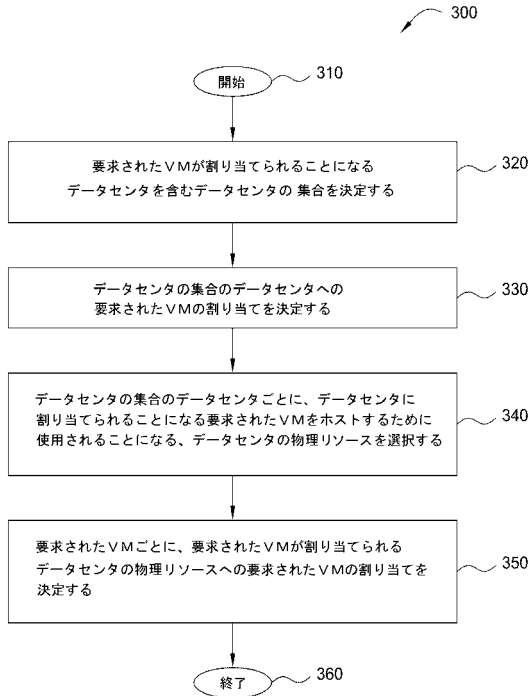 300
開始
310
要求されたVMが割り当てられることになる
データセンタを含むデータセンタの集合を決定する
320
データセンタの集合のデータセンタへの
要求されたVMの割り当てを決定する
330
データセンタの集合のデータセンタごとに、データセンタに
割り当てられることになる要求されたVMをホストするために
使用されることになる、データセンタの物理リソースを選択する
340
要求されたVMごとに、要求されたVMが割り当てられる
データセンタの物理リソースへの要求されたVMの割り当てを
決定する
350
終了
360